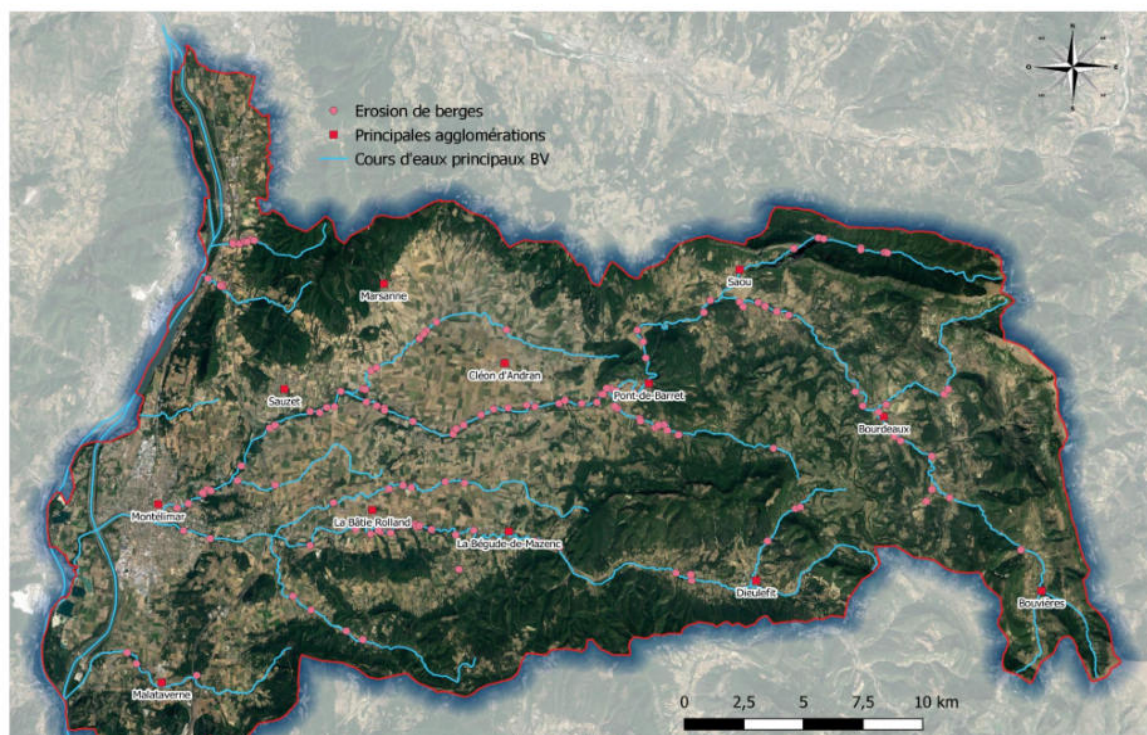 N
O
E
S
Erosion de berges
Principales agglomérations
Cours d'eaux principaux BV
Saou
Marsanne
Cléon d'Andran
Pont-de-Barret
Sauzet
Bourdeaux
Montélimar
La Bâtie Rolland
La Bégude-de-Mazenc
Dieulefit
Bouvières
Malataverne
0 2,5 5 7,5 10 km